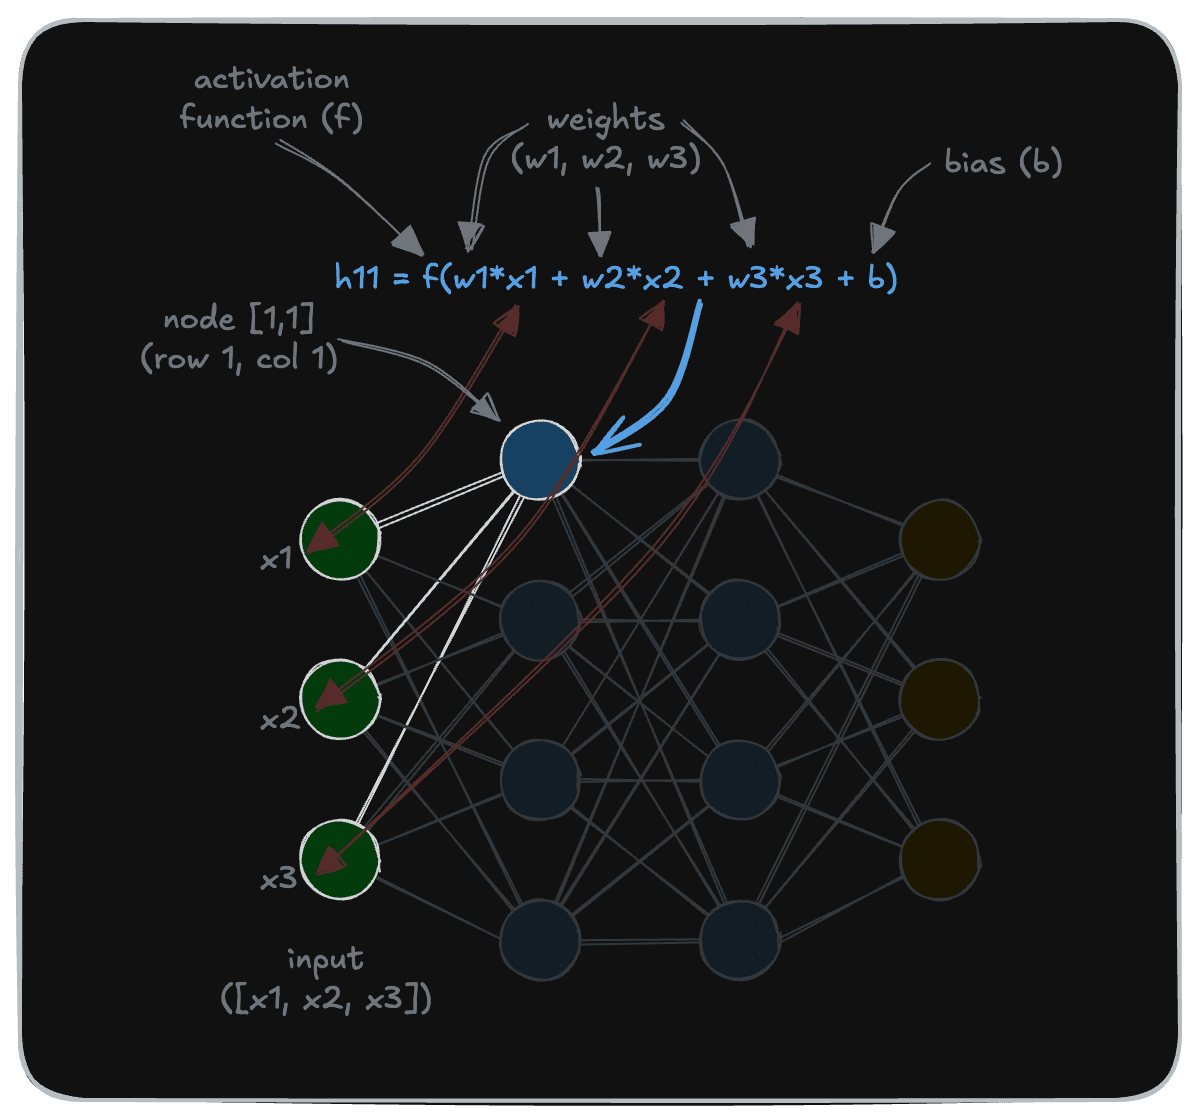 activation
function (f)
weights
(w1, w2, w3)
bias (b)
h11 = f(w1*x1 + w2*x2 + w3*x3 + b)
node [1,1]
(row 1, col 1)
x1
x2
x3
input
([x1, x2, x3])